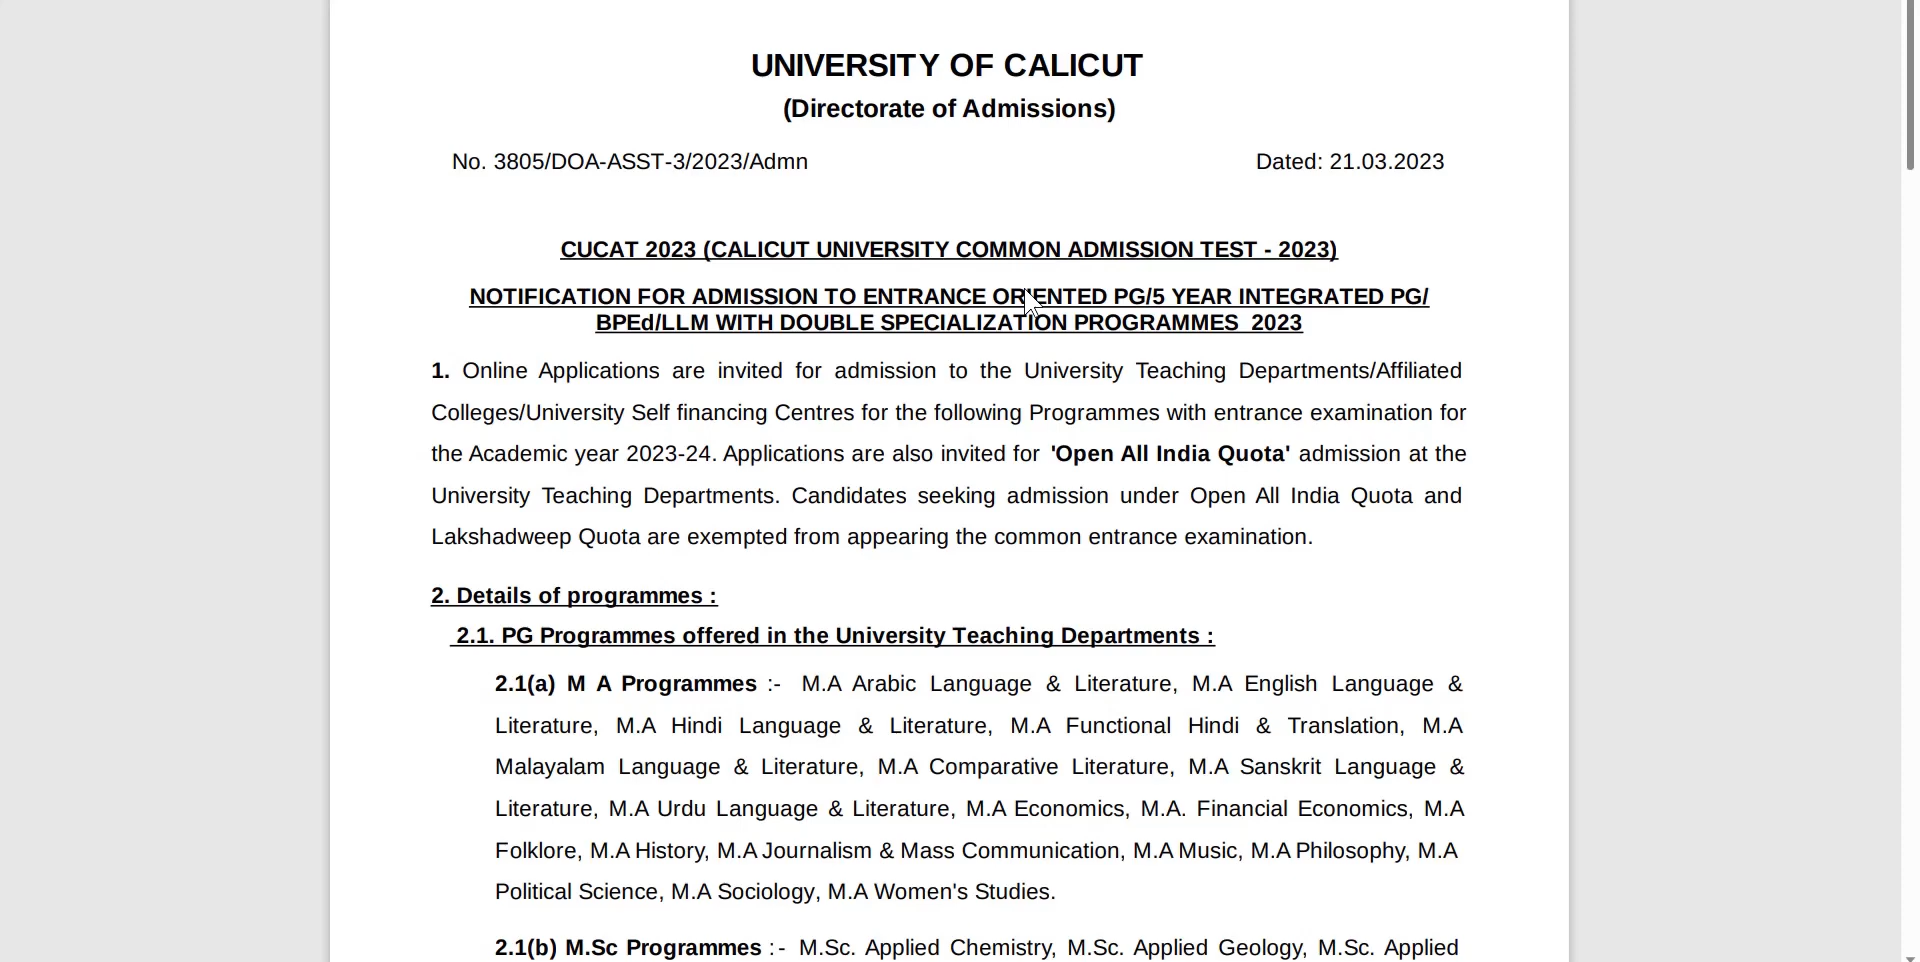 UNIVERSITY OF CALICUT
(Directorate of Admissions)
No. 3805/DOA-ASST-3/2023/Admn Dated: 21.03.2023
CUCAT 2023 (CALICUT UNIVERSITY COMMON ADMISSION TEST - 2023)
NOTIFICATION FOR ADMISSION TO ENTRANCE ORIENTED PG/5 YEAR INTEGRATED PG/
BPEd/LLM WITH DOUBLE SPECIALIZATION PROGRAMMES 2023
1. Online Applications are invited for admission to the University Teaching Departments/Affiliated
Colleges/University Self financing Centres for the following Programmes with entrance examination for
the Academic year 2023-24. Applications are also invited for 'Open All India Quota' admission at the
University Teaching Departments. Candidates seeking admission under Open All India Quota and
Lakshadweep Quota are exempted from appearing the common entrance examination.
2. Details of programmes :
2.1. PG Programmes offered in the University Teaching Departments :
2.1(a) M A Programmes :- M.A Arabic Language & Literature, M.A English Language &
Literature, M.A Hindi Language & Literature, M.A Functional Hindi & Translation, M.A
Malayalam Language & Literature, M.A Comparative Literature, M.A Sanskrit Language &
Literature, M.A Urdu Language & Literature, M.A Economics, M.A. Financial Economics, M.A
Folklore, M.A History, M.A Journalism & Mass Communication, M.A Music, M.A Philosophy, M.A
Political Science, M.A Sociology, M.A Women's Studies.
2.1(b) M.Sc Programmes :- M.Sc. Applied Chemistry, M.Sc. Applied Geology, M.Sc. Applied